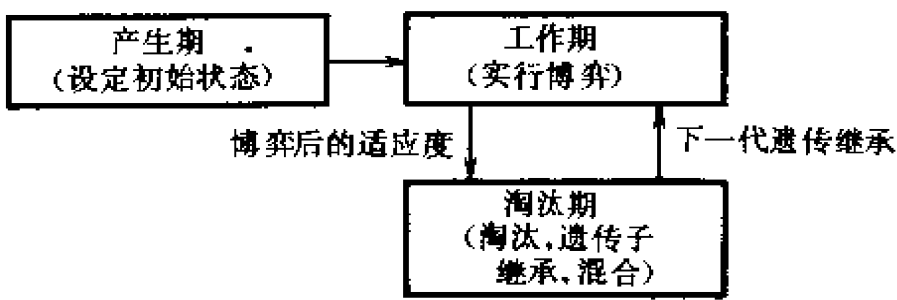 产生期
(设定初始状态)
工作期
(实行博弈)
博弈后的适应度
下一代遗传继承
淘汰期
(淘汰,遗传子
继承、混合)